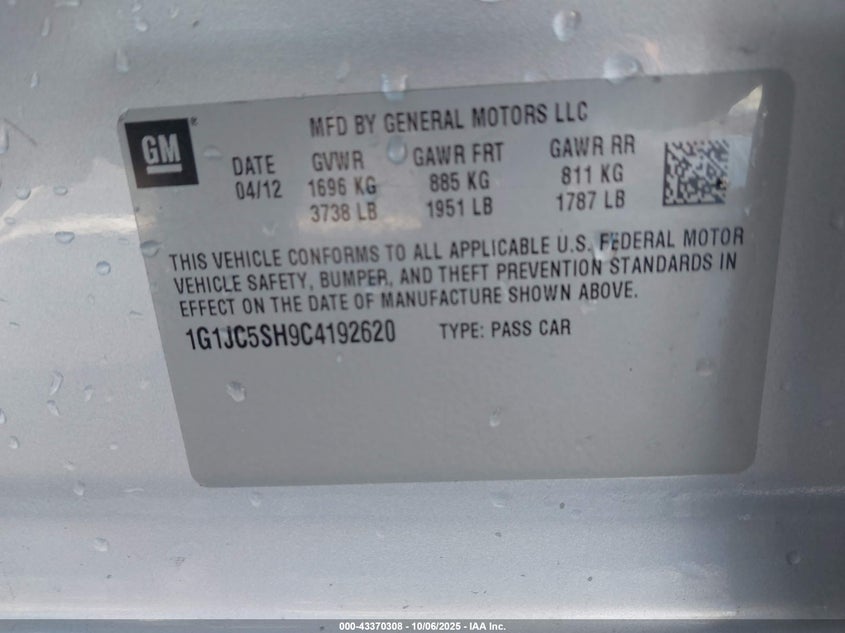 GM®
MFD BY GENERAL MOTORS LLC
DATE GVWR GAWR FRT GAWR RR
04/12 1696 KG 885 KG 811 KG
3738 LB 1951 LB 1787 LB
THIS VEHICLE CONFORMS TO ALL APPLICABLE U.S. FEDERAL MOTOR
VEHICLE SAFETY, BUMPER, AND THEFT PREVENTION STANDARDS IN
EFFECT ON THE DATE OF MANUFACTURE SHOWN ABOVE.
1G1JC5SH9C4192620 TYPE: PASS CAR
000-43370308 - 10/06/2025 - IAA Inc.